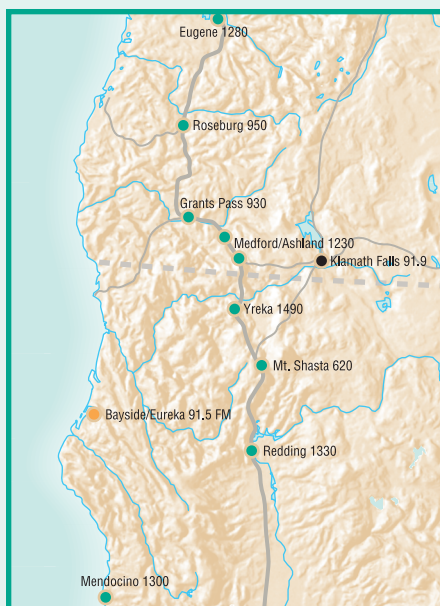 Eugene 1280
Roseburg 950
Grants Pass 930
Medford/Ashland 1230
Klamath Falls 91.9
Yreka 1490
Mt. Shasta 620
Bayside/Eureka 91.5 FM
Redding 1330
Mendocino 1300